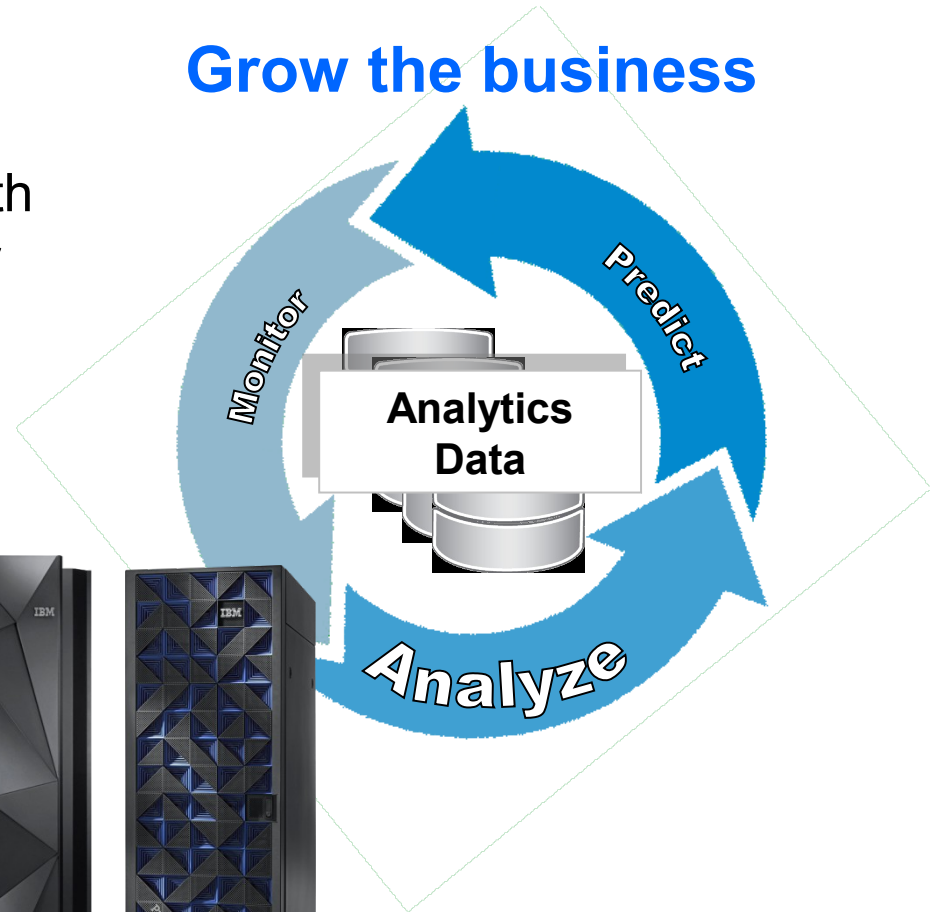 Grow the business
th
Predict
Monitor
Analytics
Data
Analyze
IBM
IBM